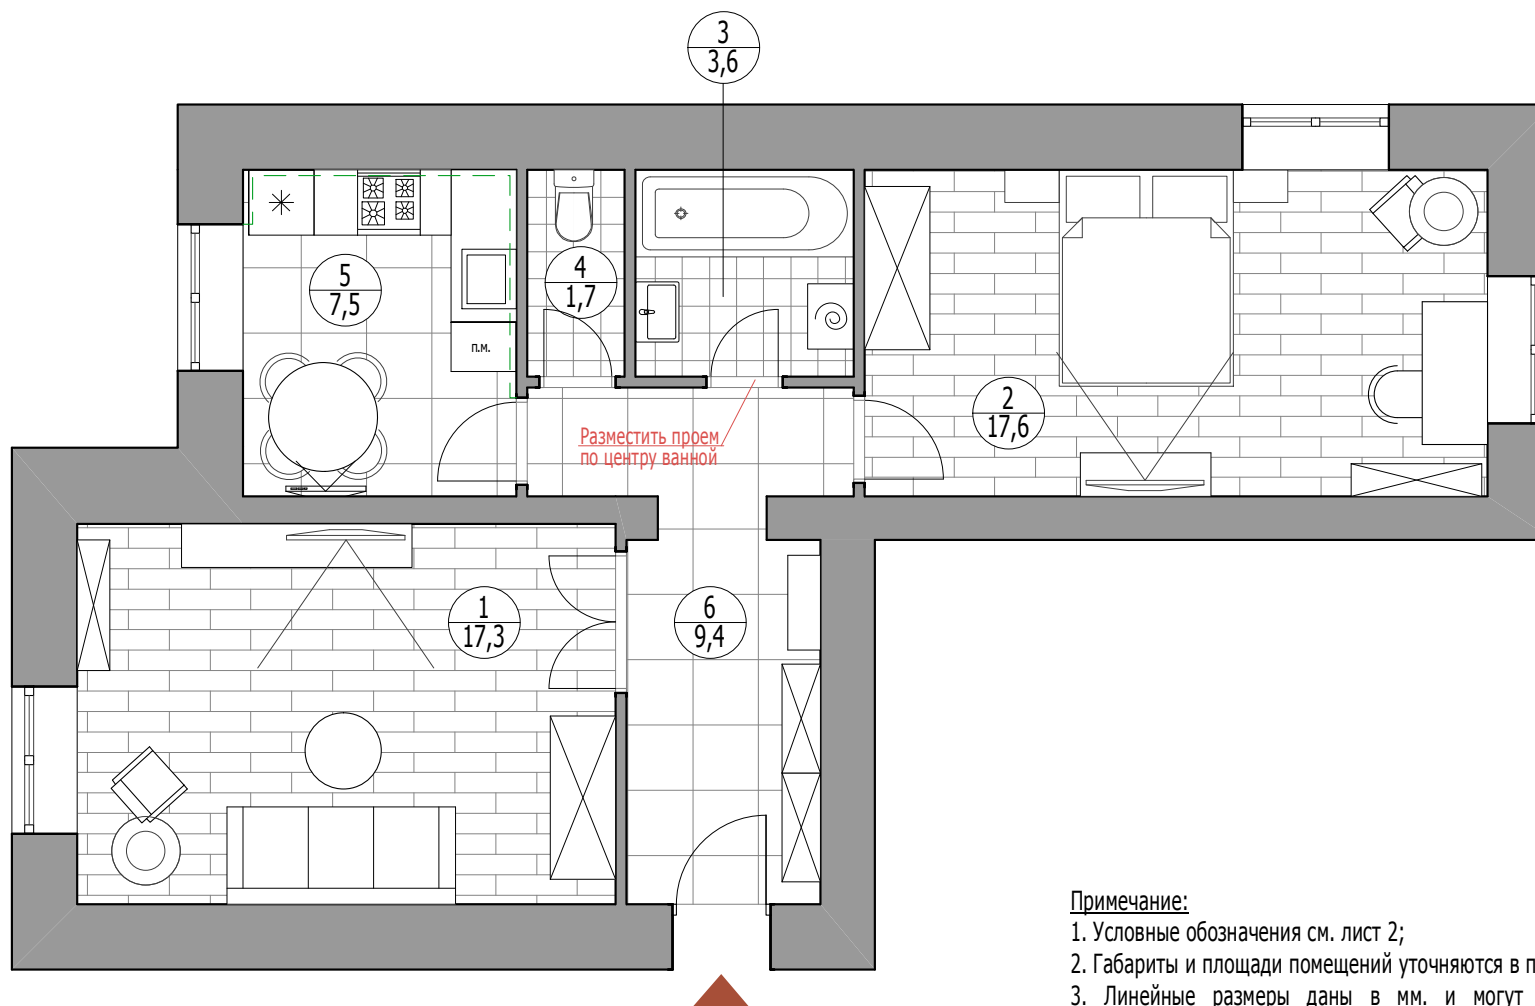 3
3,6
5
7,5
4
1,7
п.м.
2
17,6
Разместить проем
по центру ванной
1
17,3
6
9,4
Примечание:
1. Условные обозначения см. лист 2;
2. Габариты и площади помещений уточняются в п
3. Линейные размеры даны в мм. и могут